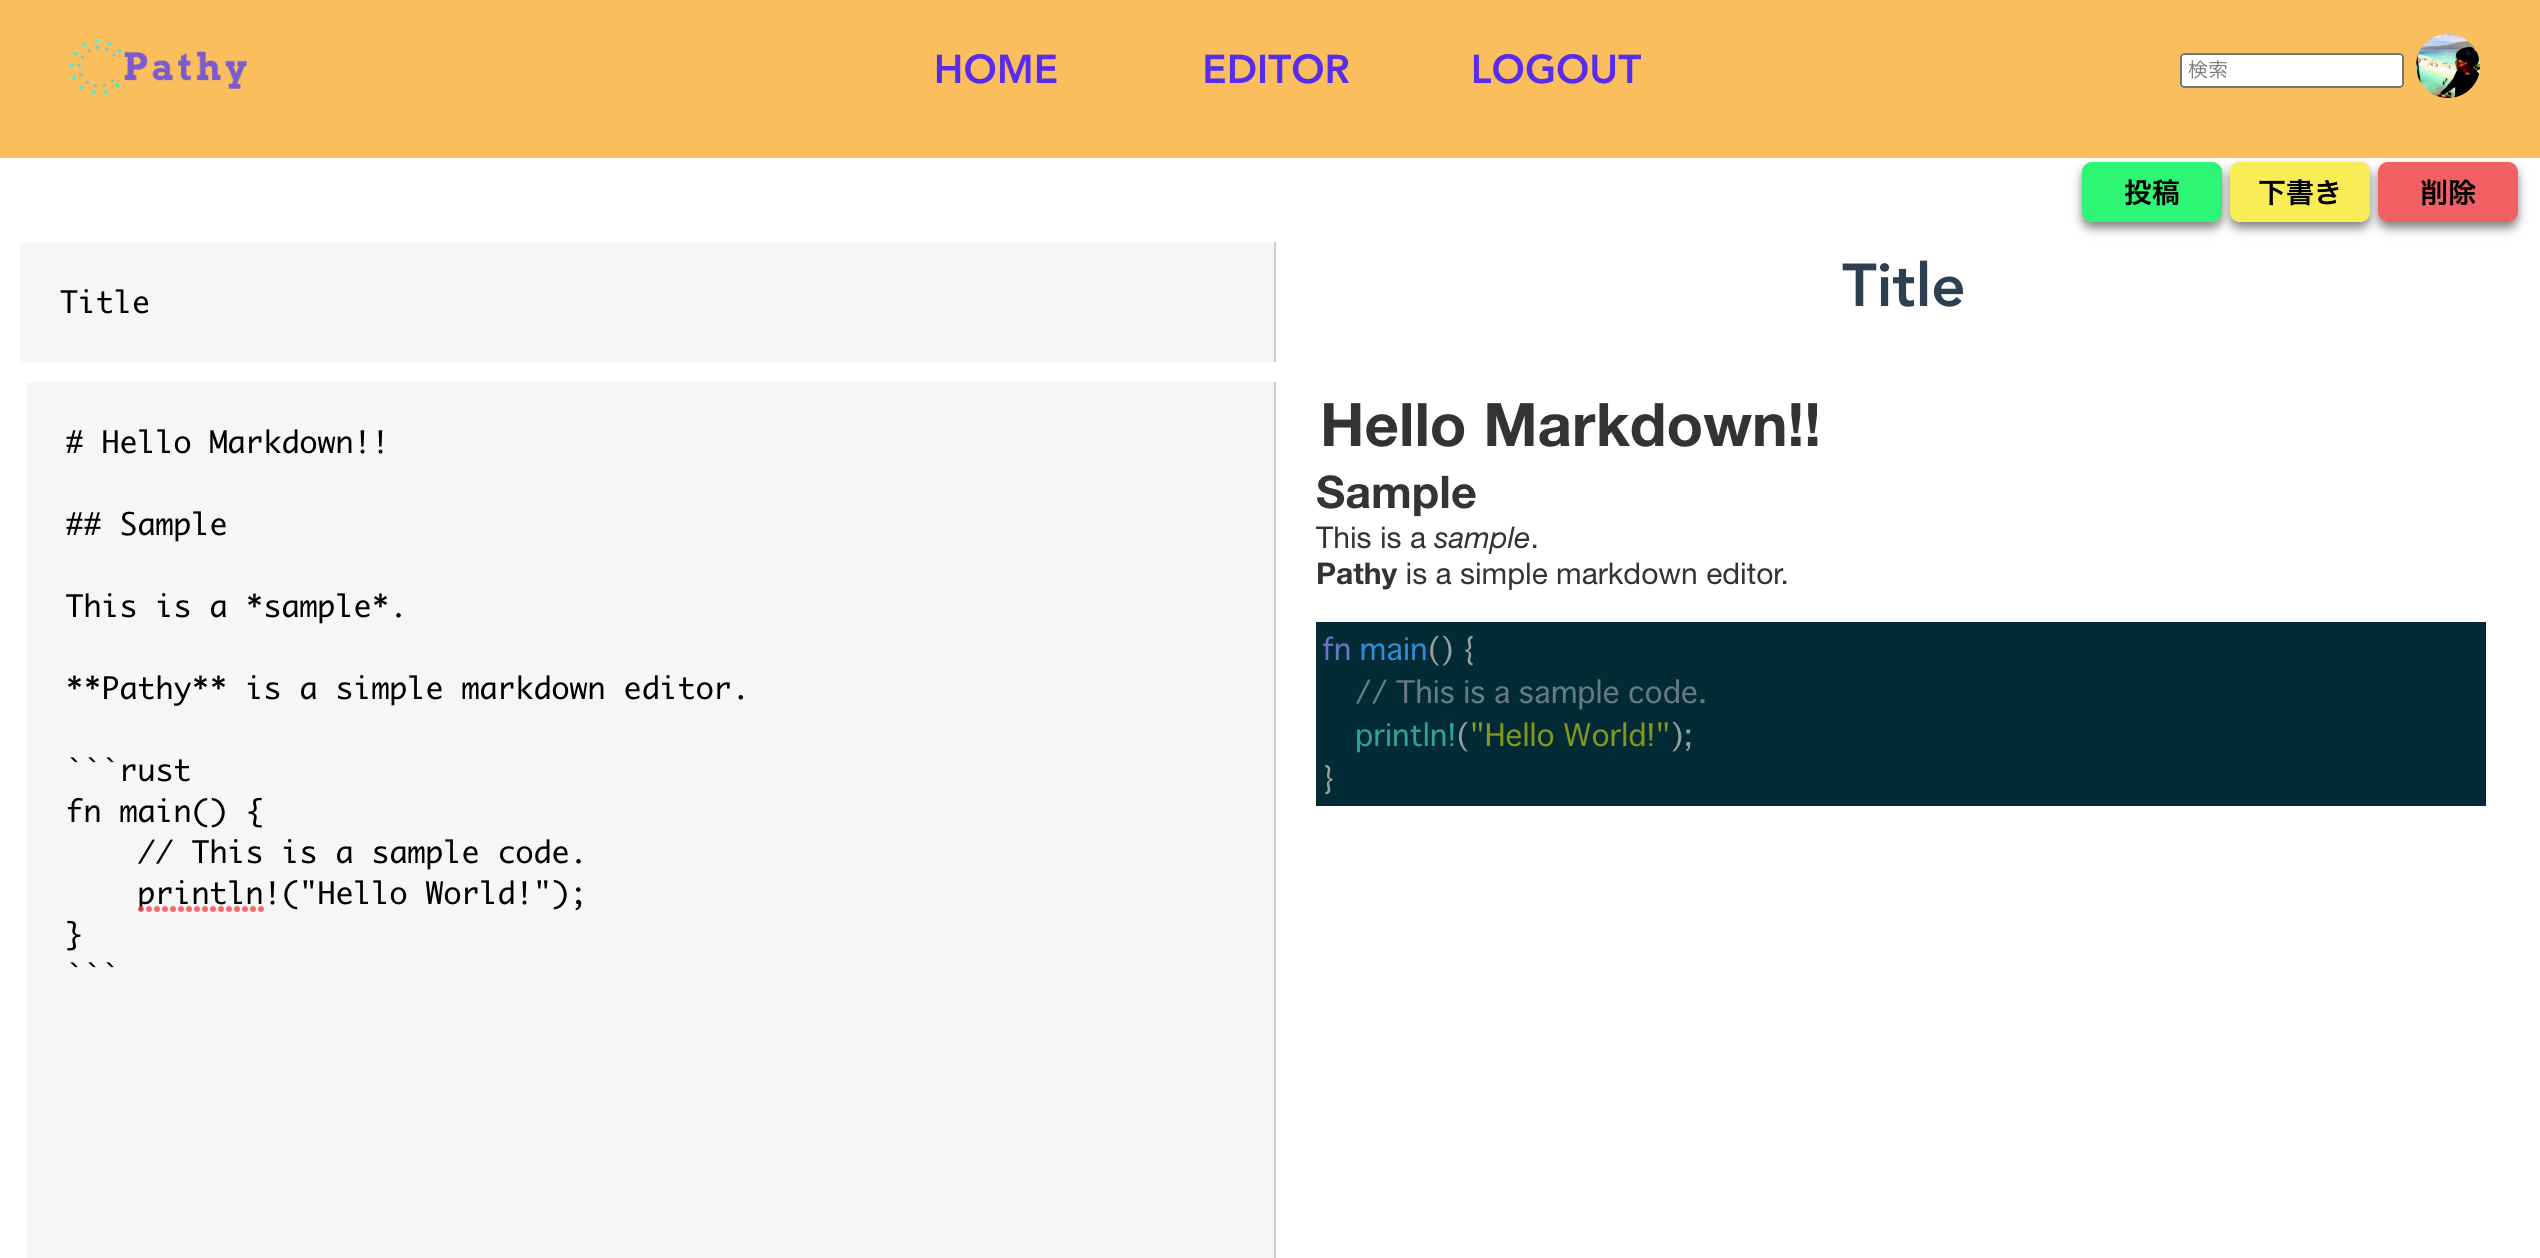 Pathy
HOME
EDITOR
LOGOUT
検索
投稿
下書き
削除
Title
# Hello Markdown!!
## Sample
This is a *sample*.
**Pathy** is a simple markdown editor.
```rust
fn main() {
    // This is a sample code.
    println!("Hello World!");
}
```
Title
Hello Markdown!!
Sample
This is a sample.
Pathy is a simple markdown editor.
fn main() {
    // This is a sample code.
    println!("Hello World!");
}